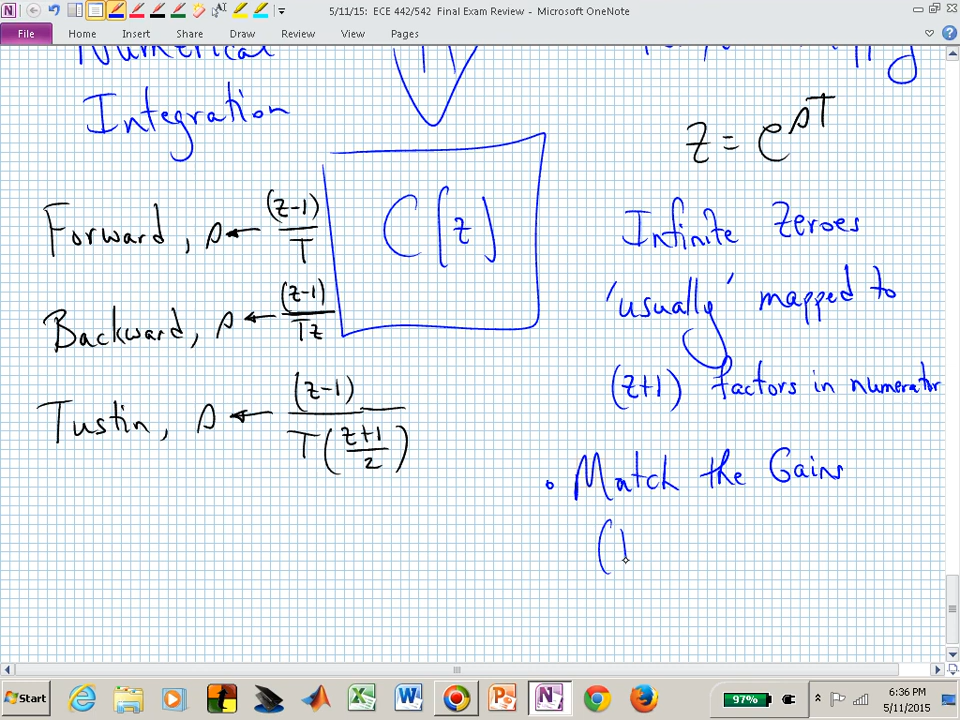 5/11/15: ECE 442/542 Final Exam Review - Microsoft OneNote
File Home Insert Share Draw Review View Pages
Numerical
Integration
z = e^sT
C(z)
Forward, s ← (z-1)/T
Backward, s ← (z-1)/Tz
Tustin, s ← (z-1)/T(z+1/2)
Infinite Zeroes
'usually' mapped to
(z+1) factors in numerator
• Match the Gains
(
Start
97%
6:36 PM
5/11/2015